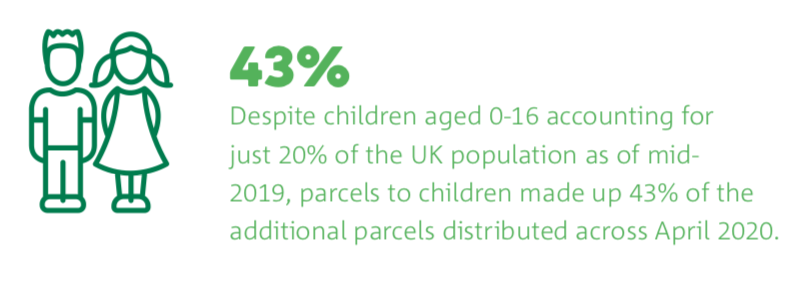 43%
Despite children aged 0-16 accounting for
just 20% of the UK population as of mid-
2019, parcels to children made up 43% of the
additional parcels distributed across April 2020.